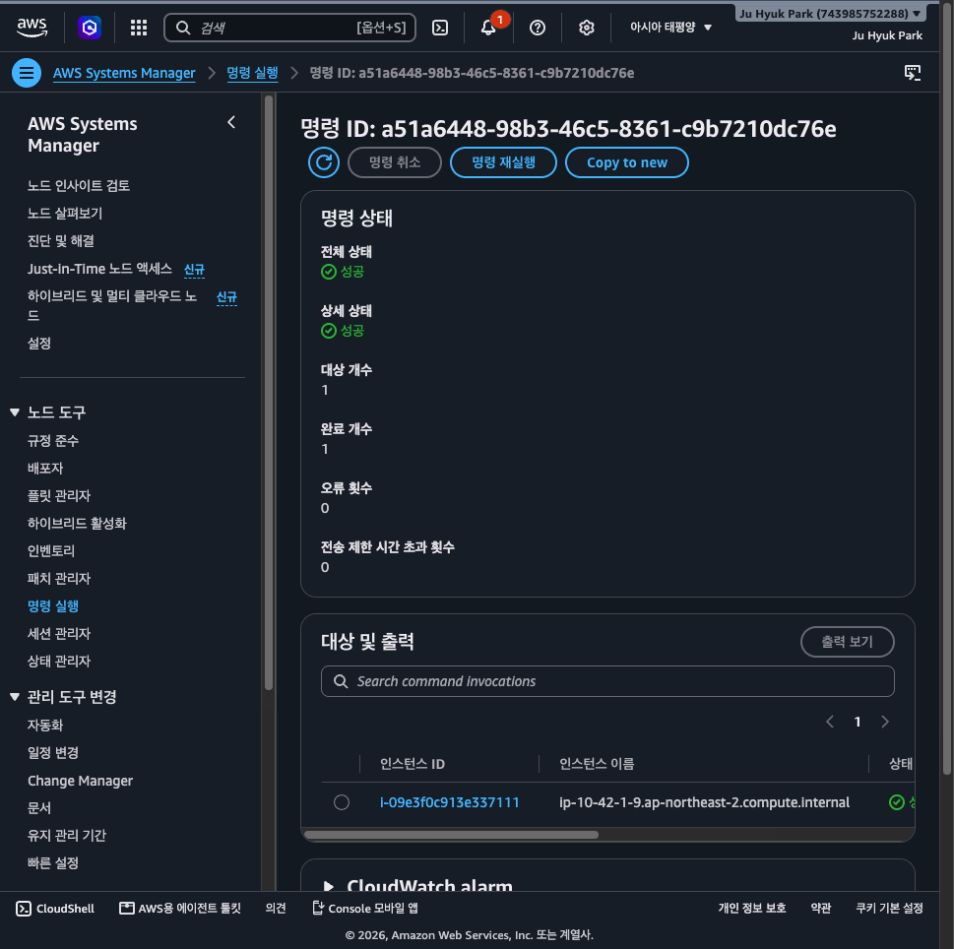 aws
검색 [옵션+S]
1
아시아 태평양
Ju Hyuk Park (743985752288)
Ju Hyuk Park
AWS Systems Manager
명령 실행
명령 ID: a51a6448-98b3-46c5-8361-c9b7210dc76e
AWS Systems
Manager
노드 인사이트 검토
노드 살펴보기
진단 및 해결
Just-In-Time 노드 액세스 신규
하이브리드 및 멀티 클라우드 노 신규
드
설정
노드 도구
규정 준수
배포자
플릿 관리자
하이브리드 활성화
인벤토리
패치 관리자
명령 실행
세션 관리자
상태 관리자
관리 도구 변경
자동화
일정 변경
Change Manager
문서
유지 관리 기간
빠른 설정
명령 ID: a51a6448-98b3-46c5-8361-c9b7210dc76e
명령 취소
명령 재실행
Copy to new
명령 상태
전체 상태
성공
상세 상태
성공
대상 개수
1
완료 개수
1
오류 횟수
0
전송 제한 시간 초과 횟수
0
대상 및 출력
출력 보기
Search command invocations
1
인스턴스 ID 인스턴스 이름 상태
i-09e3f0c913e337111 ip-10-42-1-9.ap-northeast-2.compute.internal
CloudWatch alarm
CloudShell AWS용 에이전트 툴킷 의견 Console 모바일 앱 개인 정보 보호 약관 쿠키 기본 설정
© 2026, Amazon Web Services, Inc. 또는 계열사.